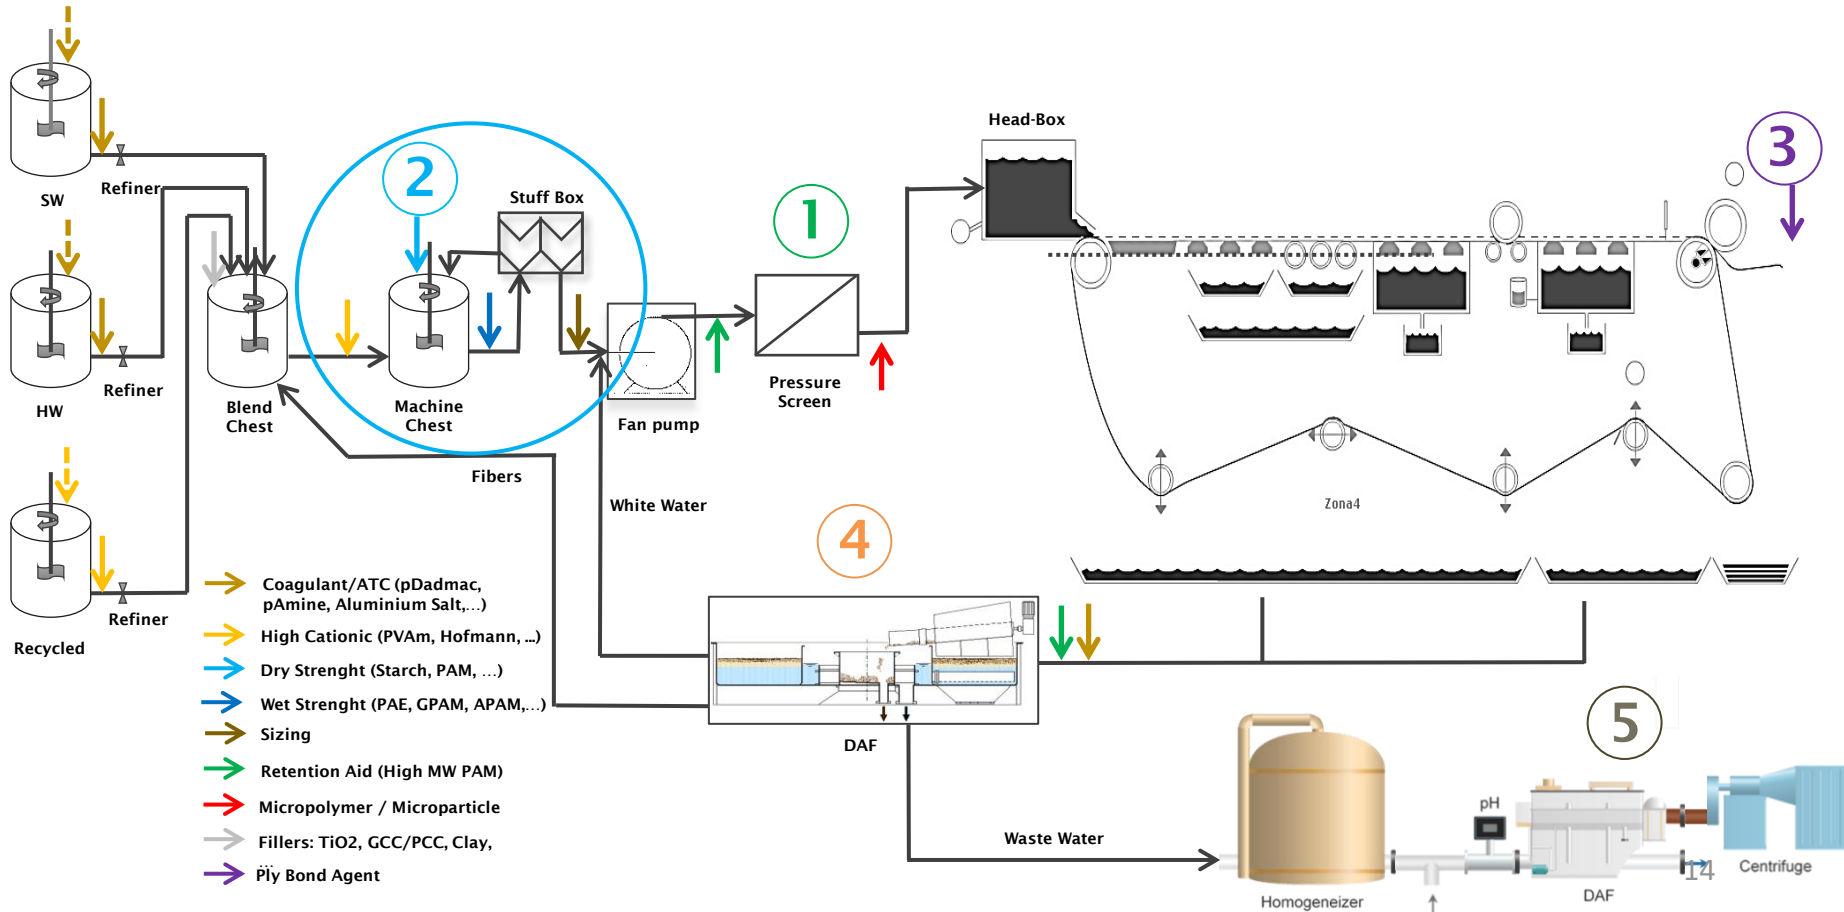 Head-Box
3
2
Stuff Box
1
Refiner
SW
Refiner
HW
Blend
Chest
Machine
Chest
Fan pump
Pressure
Screen
Fibers
White Water
Zona4
4
Refiner
Recycled
Coagulant/ATC (pDadmac,
pAmine, Aluminium Salt,...)
High Cationic (PVAm, Hofmann, ...)
Dry Strenght (Starch, PAM, ...)
Wet Strenght (PAE, GPAM, APAM,...)
Sizing
Retention Aid (High MW PAM)
Micropolymer / Microparticle
Fillers: TiO2, GCC/PCC, Clay,
...
Ply Bond Agent
DAF
5
pH
Waste Water
14
Centrifuge
DAF
Homogeneizer